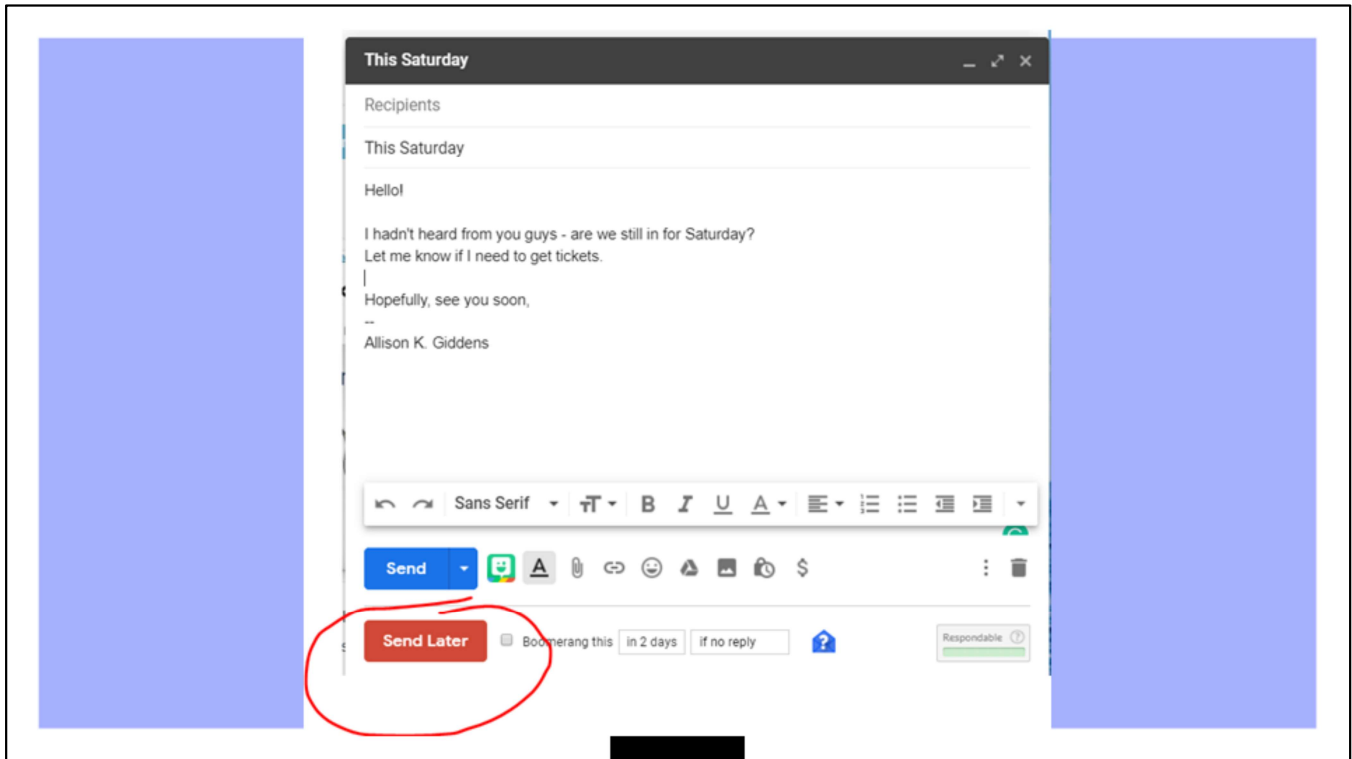 This Saturday
Recipients
This Saturday
Hello!
I hadn't heard from you guys - are we still in for Saturday?
Let me know if I need to get tickets.
Hopefully, see you soon,
--
Allison K. Giddens
Sans Serif
Send
Send Later Boomerang this in 2 days if no reply Respondable